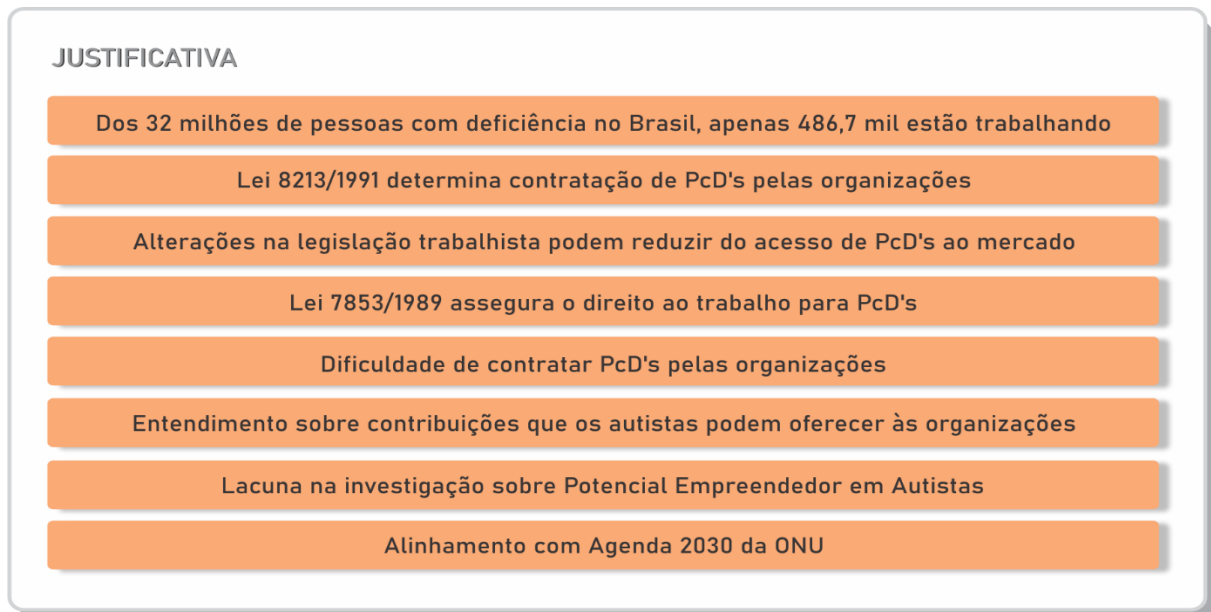 JUSTIFICATIVA
Dos 32 milhões de pessoas com deficiência no Brasil, apenas 486,7 mil estão trabalhando
Lei 8213/1991 determina contratação de PcD's pelas organizações
Alterações na legislação trabalhista podem reduzir do acesso de PcD's ao mercado
Lei 7853/1989 assegura o direito ao trabalho para PcD's
Dificuldade de contratar PcD's pelas organizações
Entendimento sobre contribuições que os autistas podem oferecer às organizações
Lacuna na investigação sobre Potencial Empreendedor em Autistas
Alinhamento com Agenda 2030 da ONU